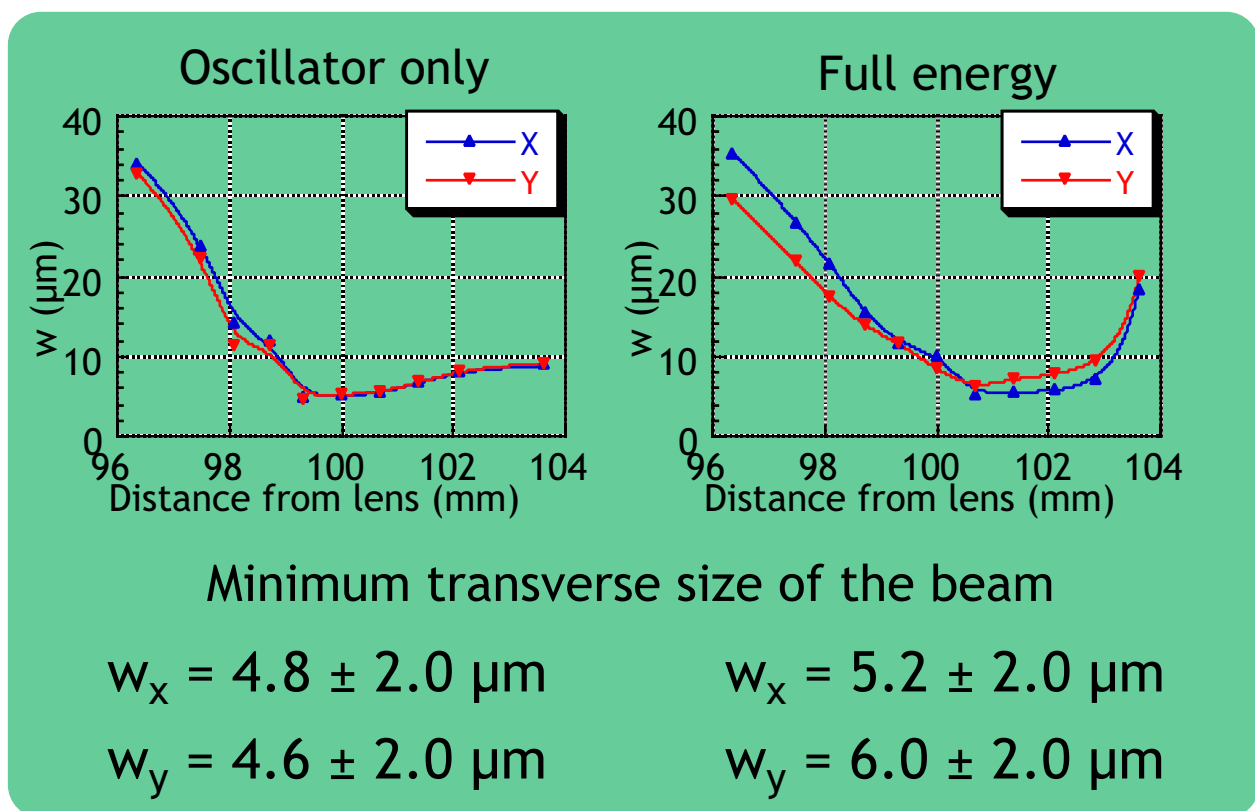 Oscillator only
40
30
20
10
0
w (µm)
X
Y
96 98 100 102 104
Distance from lens (mm)
Full energy
40
30
20
10
0
w (µm)
X
Y
96 98 100 102 104
Distance from lens (mm)
Minimum transverse size of the beam
wx = 4.8 ± 2.0 µm
wx = 5.2 ± 2.0 µm
wy = 4.6 ± 2.0 µm
wy = 6.0 ± 2.0 µm